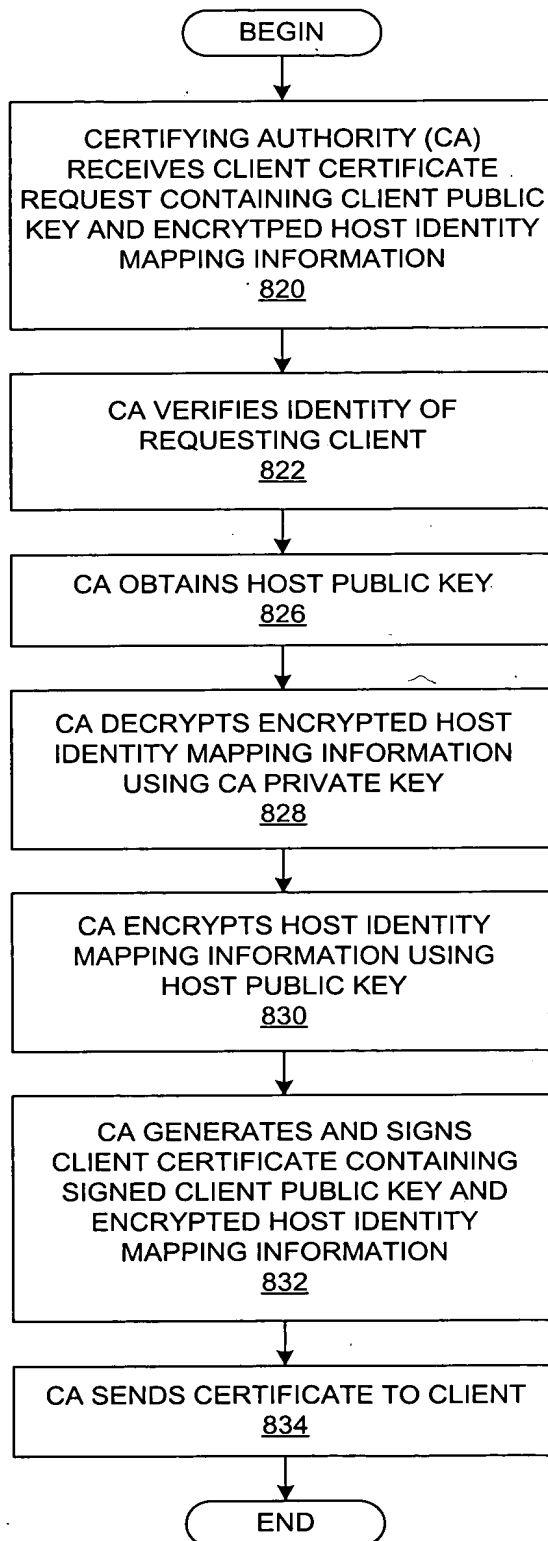 BEGIN
CERTIFYING AUTHORITY (CA)
RECEIVES CLIENT CERTIFICATE
REQUEST CONTAINING CLIENT PUBLIC
KEY AND ENCRYTPED HOST IDENTITY
MAPPING INFORMATION
820
CA VERIFIES IDENTITY OF
REQUESTING CLIENT
822
CA OBTAINS HOST PUBLIC KEY
826
CA DECRYPTS ENCRYPTED HOST
IDENTITY MAPPING INFORMATION
USING CA PRIVATE KEY
828
CA ENCRYPTS HOST IDENTITY
MAPPING INFORMATION USING
HOST PUBLIC KEY
830
CA GENERATES AND SIGNS
CLIENT CERTIFICATE CONTAINING
SIGNED CLIENT PUBLIC KEY AND
ENCRYPTED HOST IDENTITY
MAPPING INFORMATION
832
CA SENDS CERTIFICATE TO CLIENT
834
END